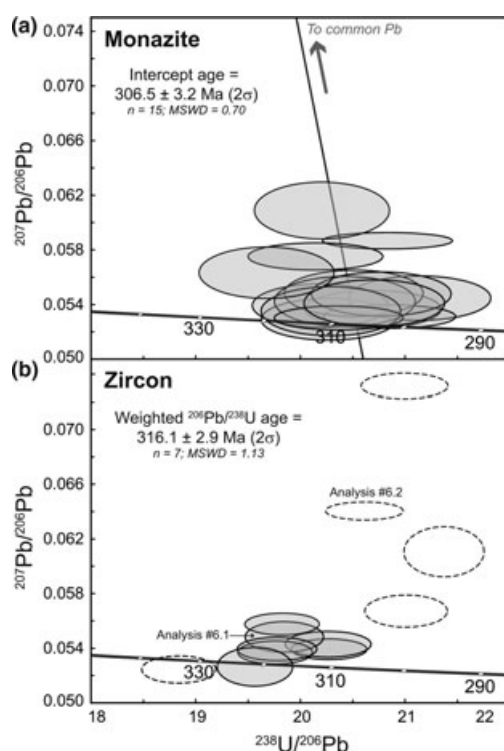 (a)
Monazite
To common Pb
Intercept age =
306.5 ± 3.2 Ma (2σ)
n = 15; MSWD = 0.70
207Pb/206Pb
0.074
0.070
0.066
0.062
0.058
0.054
0.050
330
310
290
(b)
Zircon
Weighted 206Pb/238U age =
316.1 ± 2.9 Ma (2σ)
n = 7; MSWD = 1.13
Analysis #6.2
Analysis #6.1
207Pb/206Pb
0.070
0.066
0.062
0.058
0.054
0.050
330
310
290
18 19 20 21 22
238U/206Pb